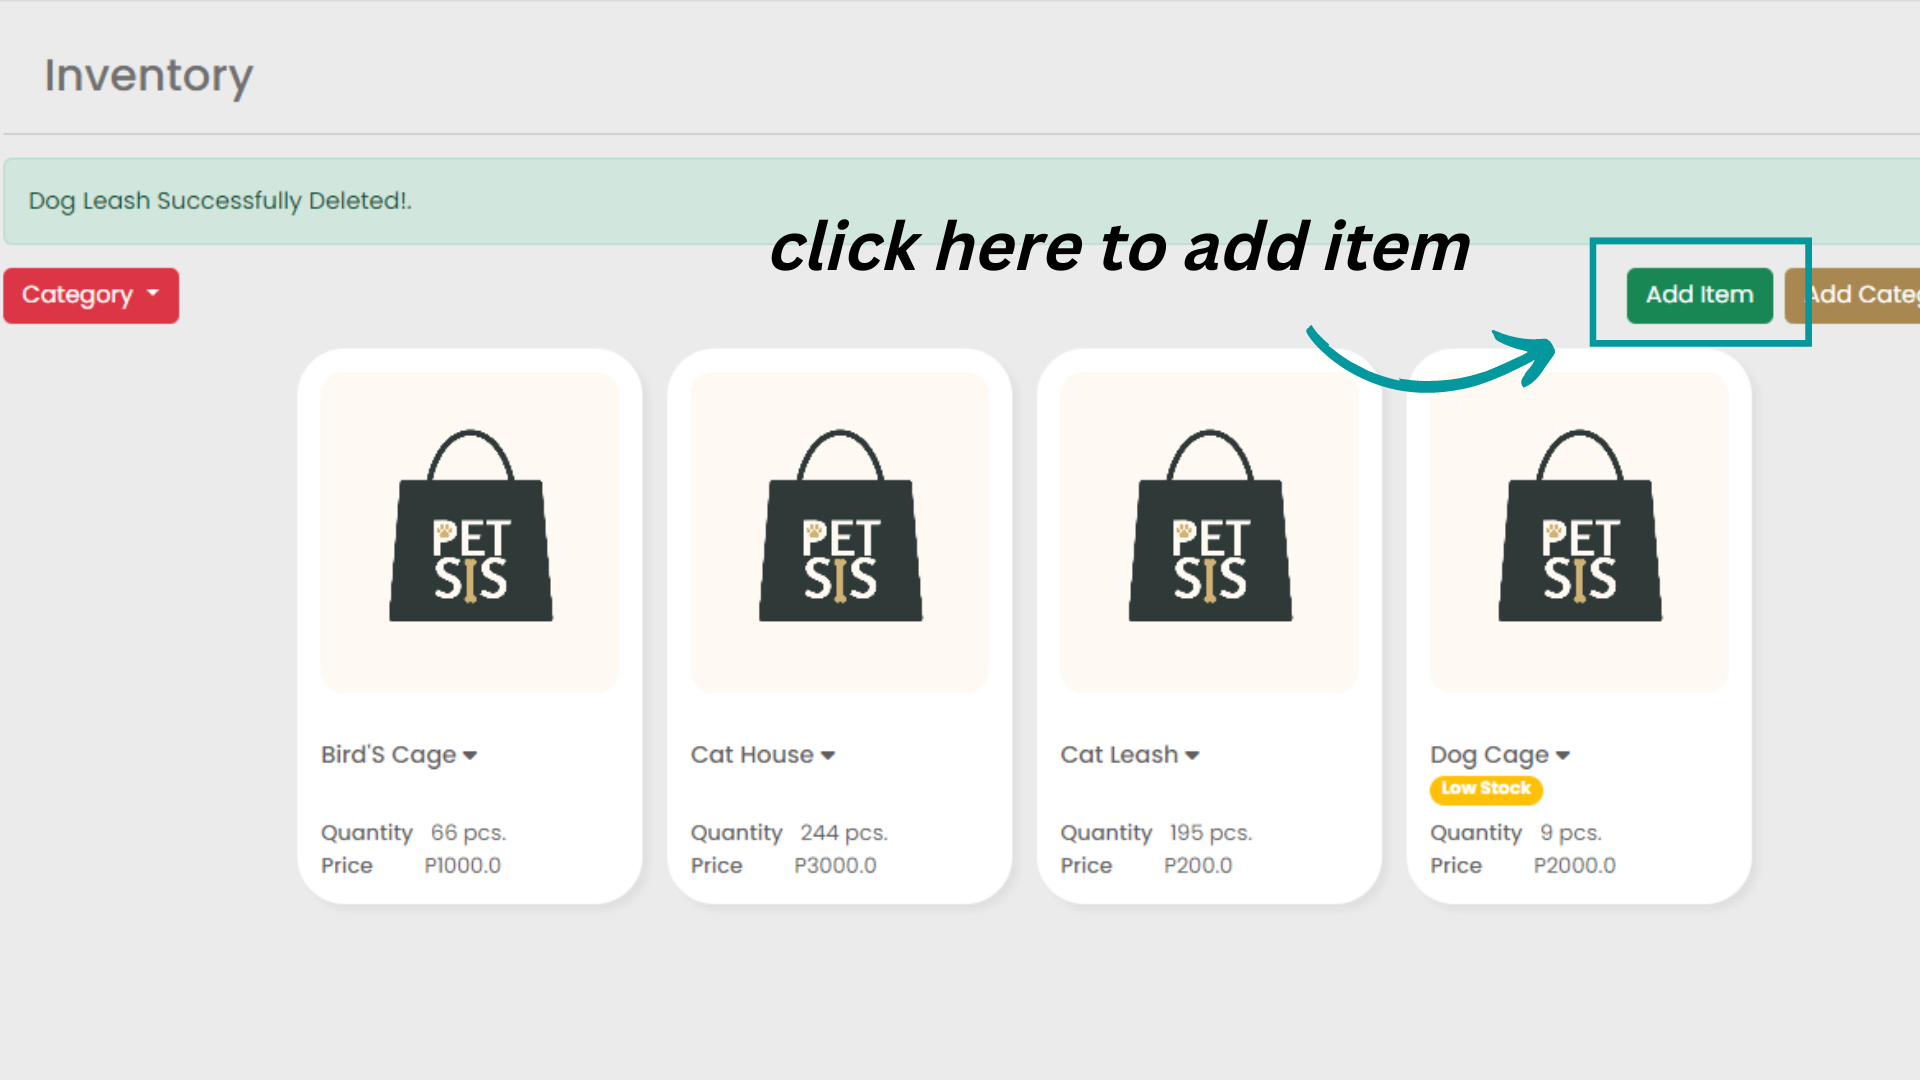 Inventory
Dog Leash Successfully Deleted!.
click here to add item
Category
Add Item
Add Categ
PET
SIS
PET
SIS
PET
SIS
PET
SIS
Bird'S Cage
Cat House
Cat Leash
Dog Cage
Low Stock
Quantity 66 pcs.
Price P1000.0
Quantity 244 pcs.
Price P3000.0
Quantity 195 pcs.
Price P200.0
Quantity 9 pcs.
Price P2000.0